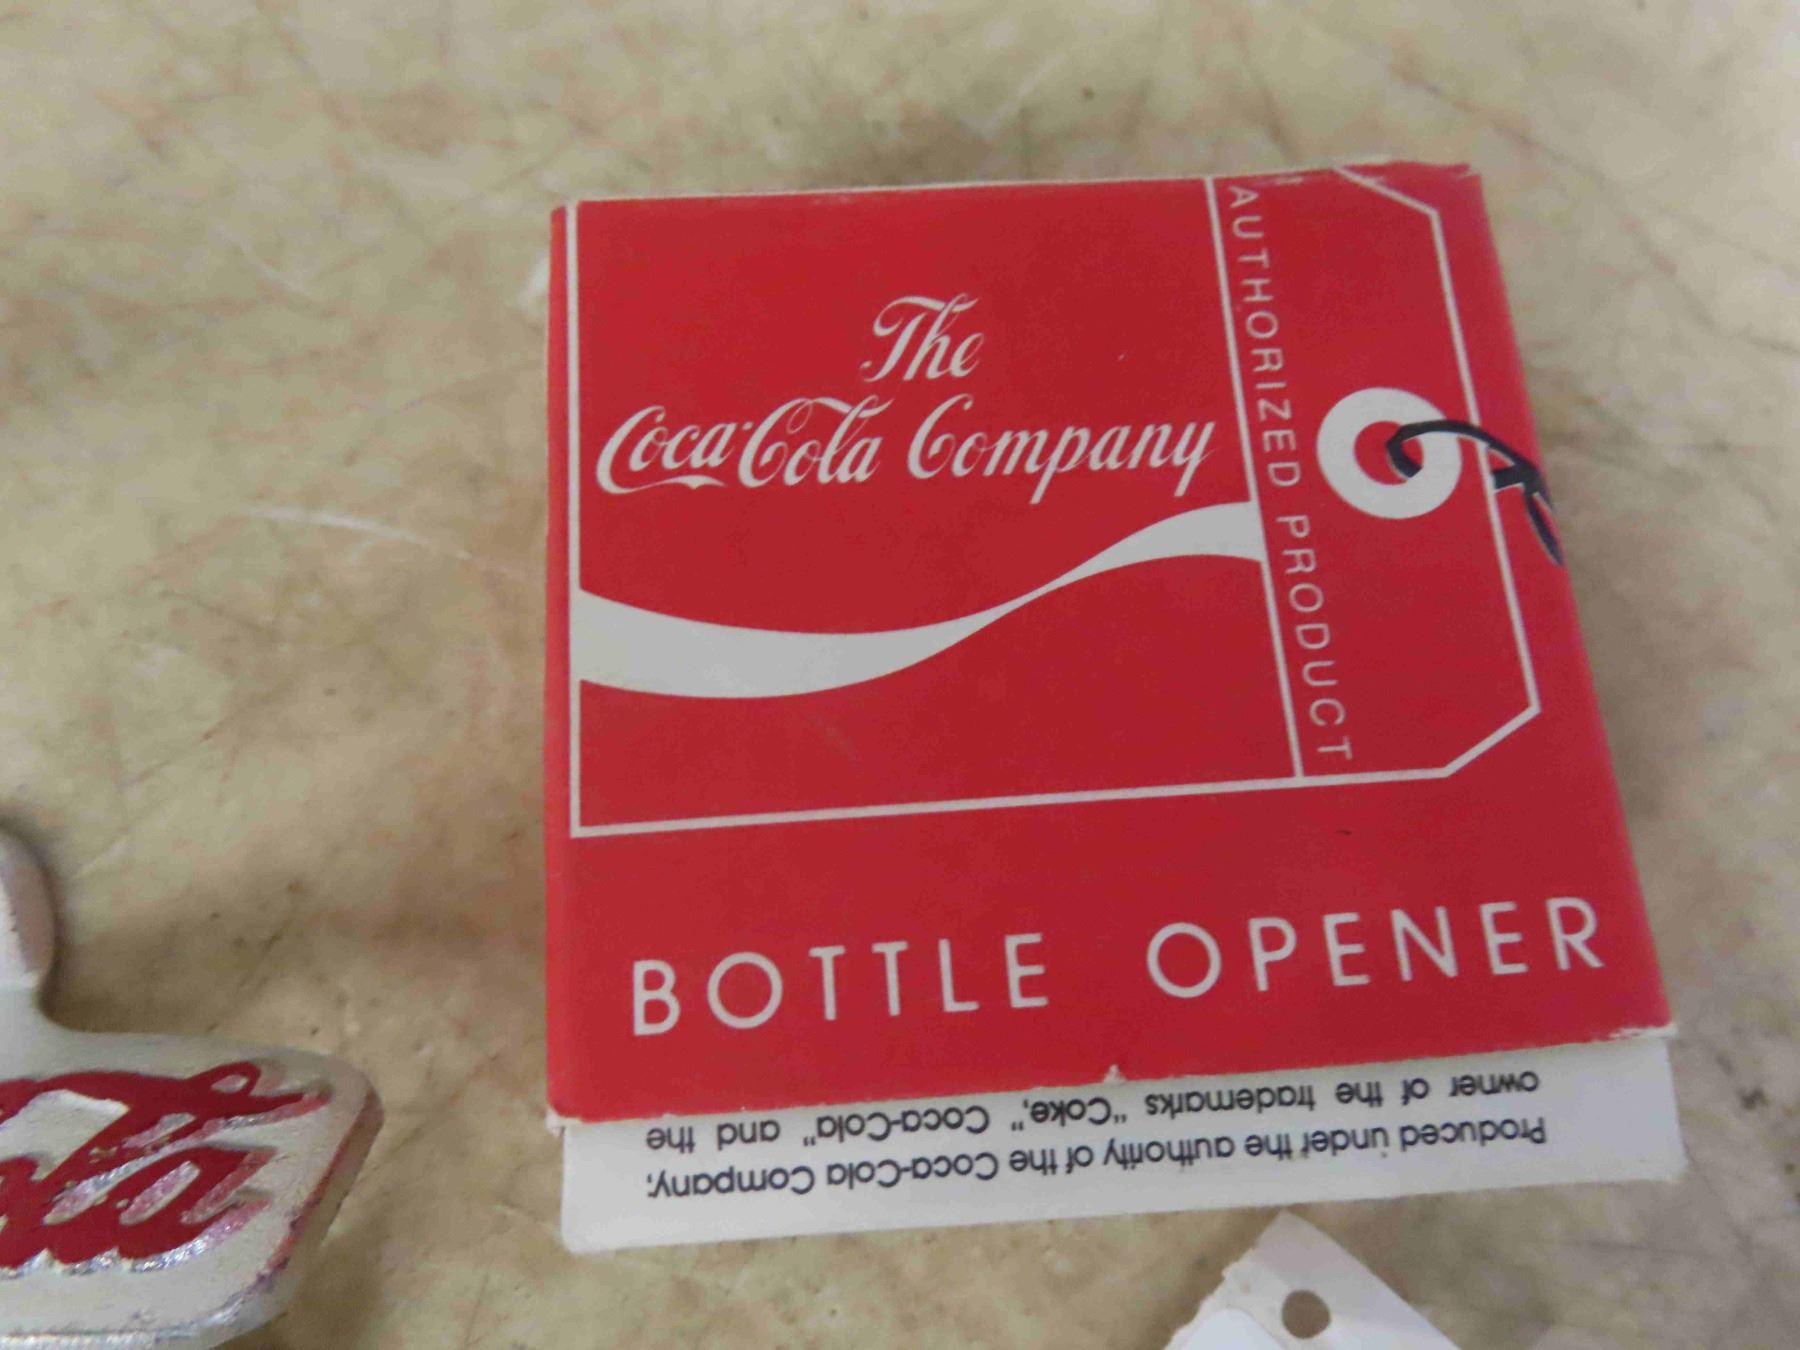 The
Coca-Cola Company
AUTHORIZED PRODUCT
BOTTLE OPENER
Produced under the authority of the Coca-Cola Company,
owner of the trademarks "Coke," Coca-Cola" and the